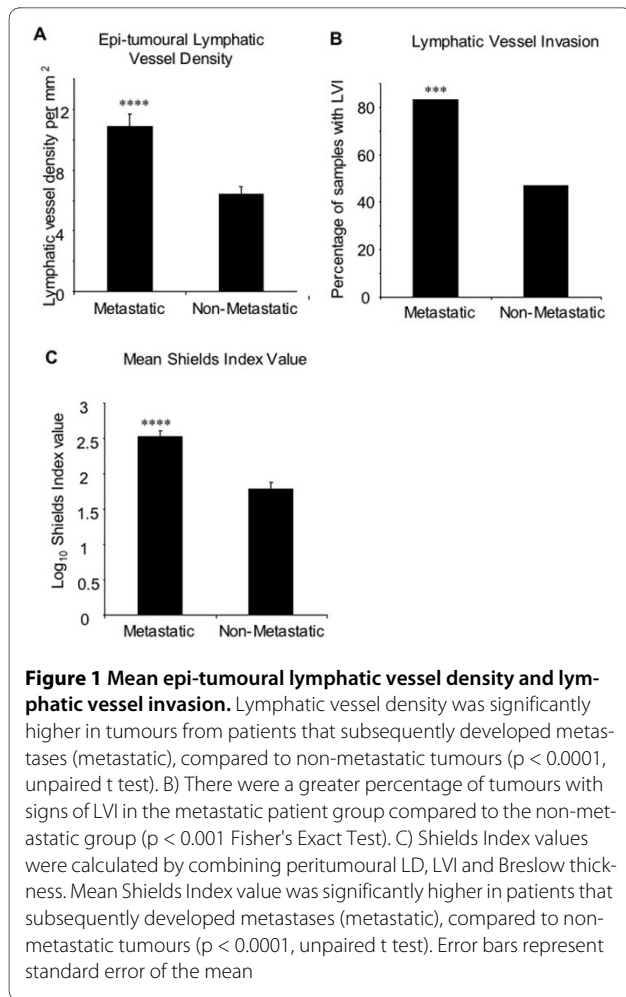 A
Epi-tumoural Lymphatic
Vessel Density
Lymphatic vessel density per mm 2
12
8
4
0
****
Metastatic
Non-Metastatic
B
Lymphatic Vessel Invasion
Percentage of samples with LVI
80
60
40
20
0
***
Metastatic
Non-Metastatic
C
Mean Shields Index Value
Log10 Shields Index value
3
2.5
2
1.5
1
0.5
0
****
Metastatic
Non-Metastatic
Figure 1 Mean epi-tumoural lymphatic vessel density and lym-
phatic vessel invasion. Lymphatic vessel density was significantly
higher in tumours from patients that subsequently developed metas-
tases (metastatic), compared to non-metastatic tumours (p < 0.0001,
unpaired t test). B) There were a greater percentage of tumours with
signs of LVI in the metastatic patient group compared to the non-met-
astatic group (p < 0.001 Fisher's Exact Test). C) Shields Index values
were calculated by combining peritumoural LD, LVI and Breslow thick-
ness. Mean Shields Index value was significantly higher in patients that
subsequently developed metastases (metastatic), compared to non-
metastatic tumours (p < 0.0001, unpaired t test). Error bars represent
standard error of the mean